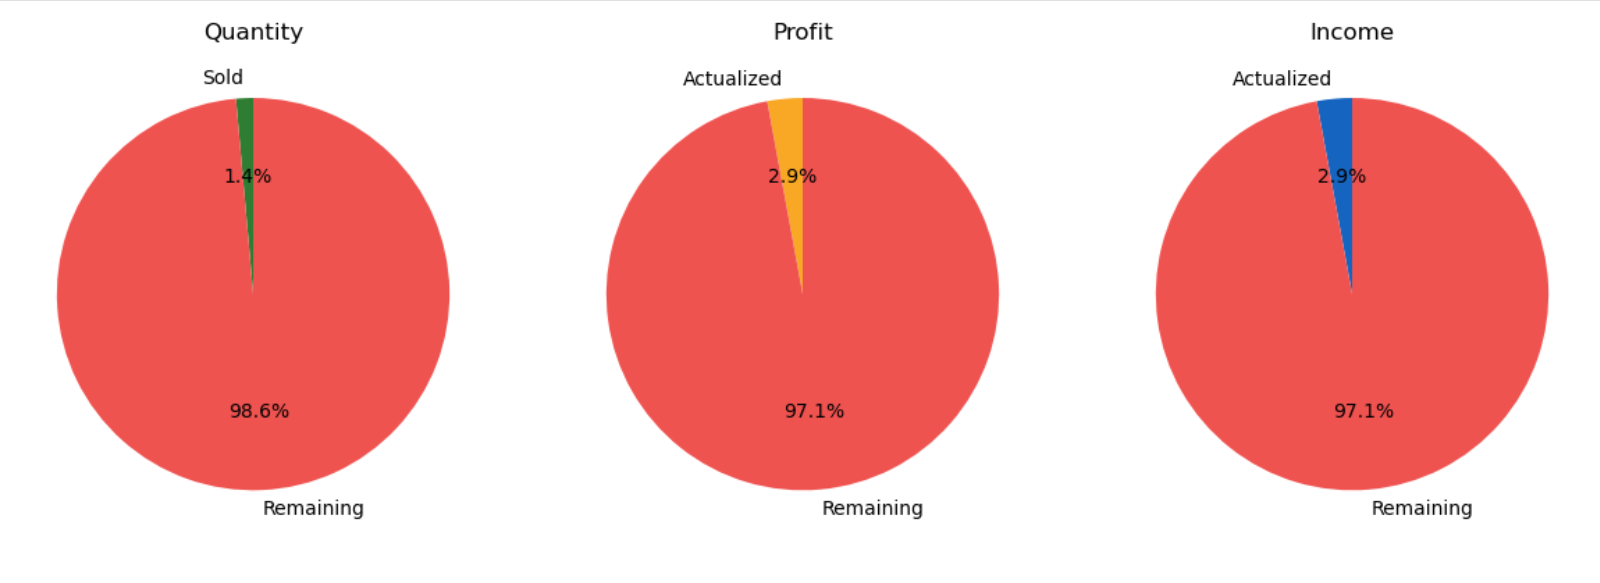 Quantity
Sold
1.4%
98.6%
Remaining
Profit
Actualized
2.9%
97.1%
Remaining
Income
Actualized
2.9%
97.1%
Remaining